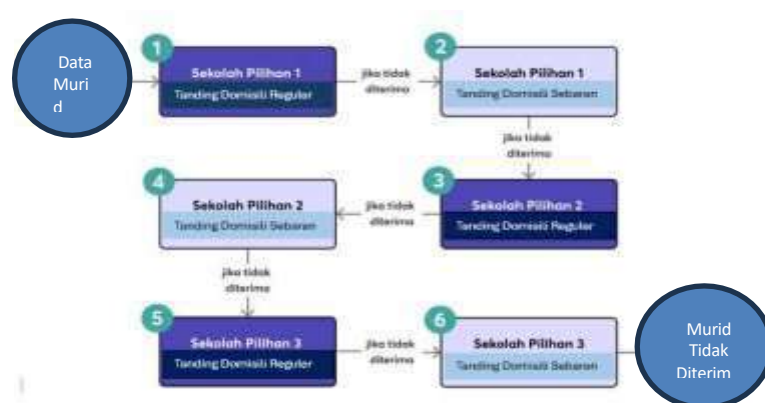 Data
Muri
d
1
Sekolah Pilihan 1
Tanding Domisili Reguler
jika tidak
diterima
2
Sekolah Pilihan 1
Tanding Domisili Sebaran
jika tidak
diterima
3
Sekolah Pilihan 2
Tanding Domisili Reguler
jika tidak
diterima
4
Sekolah Pilihan 2
Tanding Domisili Sebaran
jika tidak
diterima
5
Sekolah Pilihan 3
Tanding Domisili Reguler
jika tidak
diterima
6
Sekolah Pilihan 3
Tanding Domisili Sebaran
Murid
Tidak
Diterim